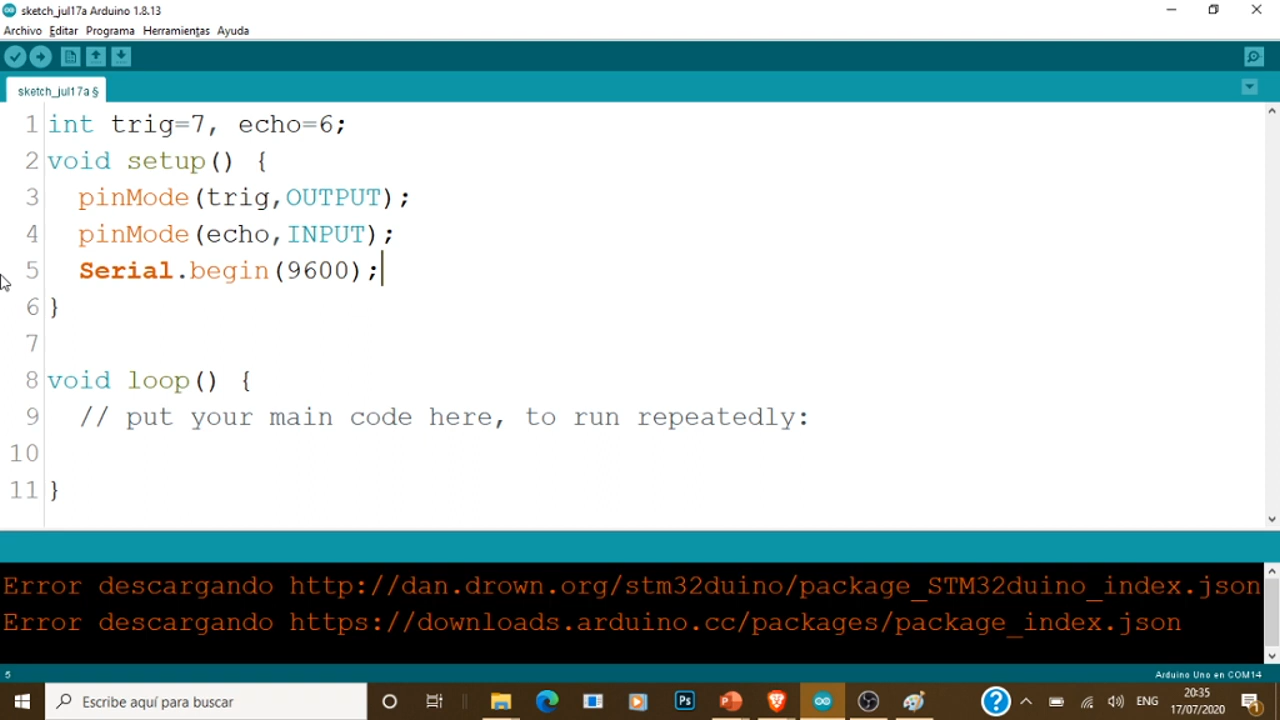 sketch_jul17a Arduino 1.8.13
Archivo Editar Programa Herramientas Ayuda
sketch_jul17a §
1 int trig=7, echo=6;
2 void setup() {
3 pinMode(trig,OUTPUT);
4 pinMode(echo,INPUT);
5 Serial.begin(9600);
6 }
7
8 void loop() {
9 // put your main code here, to run repeatedly:
10
11 }
Error descargando http://dan.drown.org/stm32duino/package_STM32duino_index.json
Error descargando https://downloads.arduino.cc/packages/package_index.json
5 Arduino Uno en COM14
Escribe aquí para buscar
Ps
ENG
20:35
17/07/2020
1